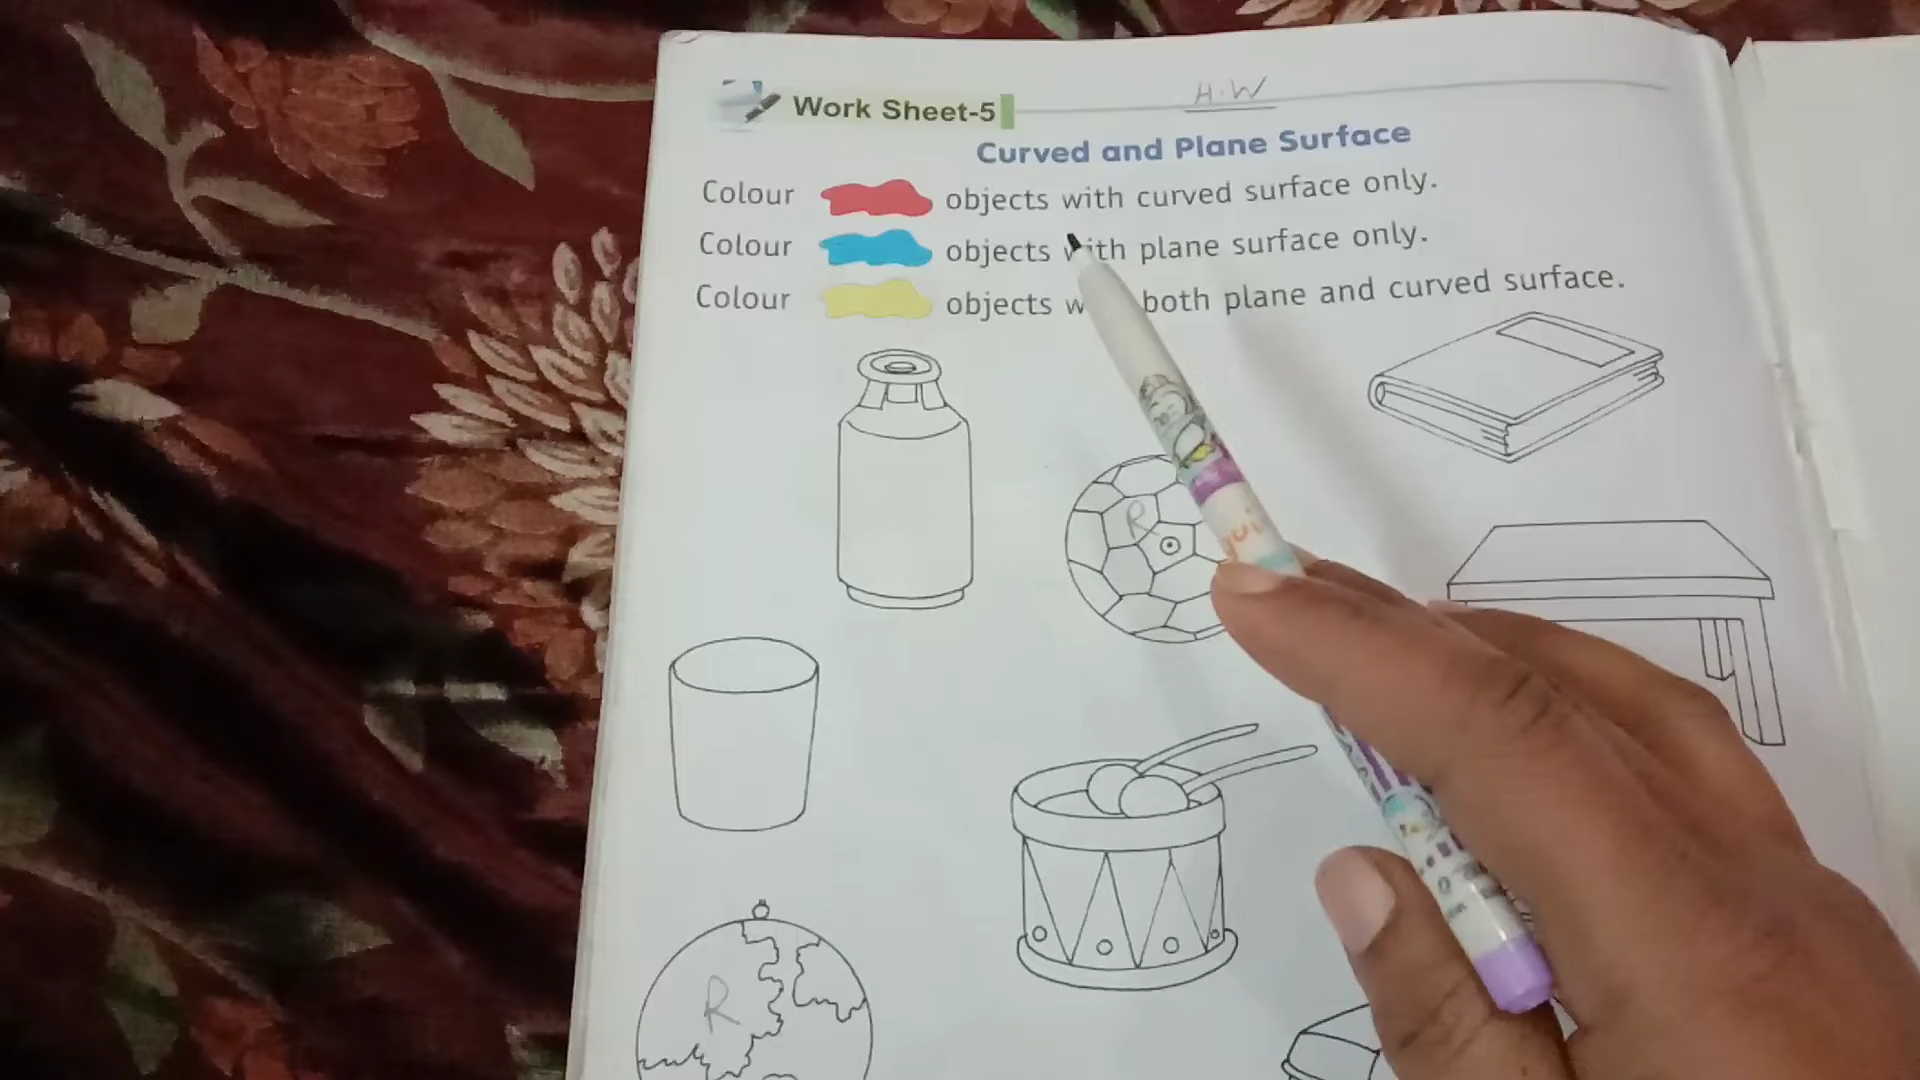 H.W
Work Sheet-5
Curved and Plane Surface
Colour objects with curved surface only.
Colour objects with plane surface only.
Colour objects both plane and curved surface.
R
R